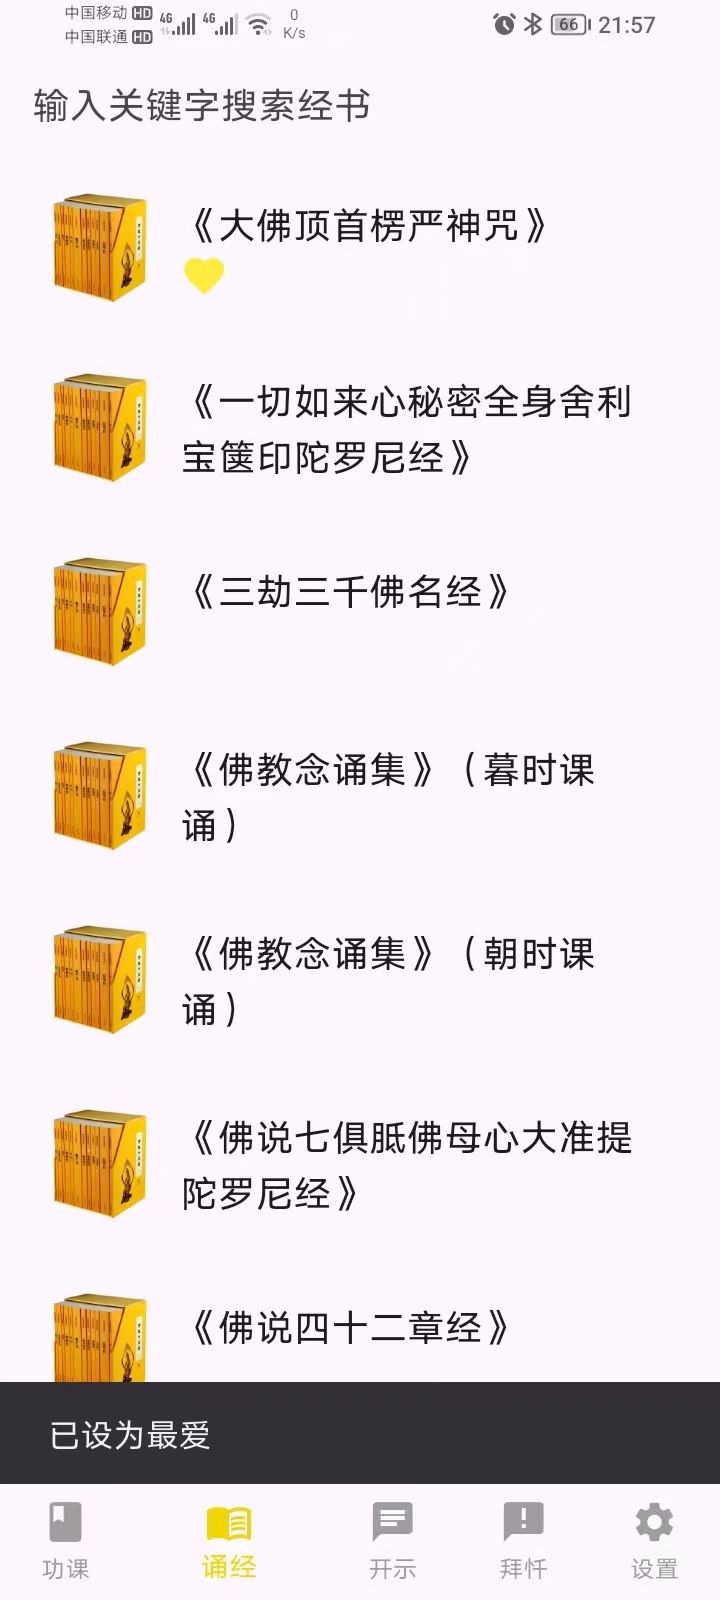 中国移动 HD 4G 4G 0 66 21:57
中国联通 HD K/s
输入关键字搜索经书
《大佛顶首楞严神咒》
《一切如来心秘密全身舍利
宝箧印陀罗尼经》
《三劫三千佛名经》
《佛教念诵集》（暮时课
诵）
《佛教念诵集》（朝时课
诵）
《佛说七俱胝佛母心大准提
陀罗尼经》
《佛说四十二章经》
已设为最爱
功课 诵经 开示 拜忏 设置